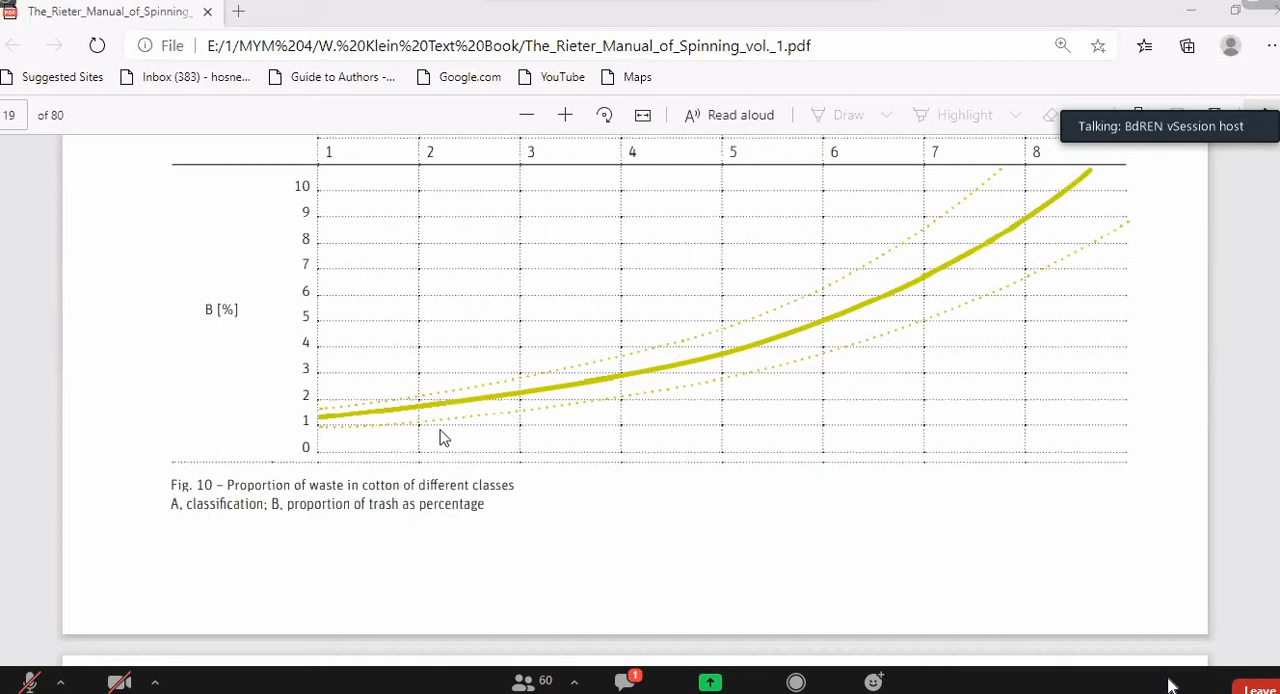 The_Rieter_Manual_of_Spinning_
File E:/1/MYM%204/W.%20Klein%20Text%20Book/The_Rieter_Manual_of_Spinning_vol._1.pdf
Suggested Sites Inbox (383) - hosne... Guide to Authors -... Google.com YouTube Maps
19 of 80 Read aloud Draw Highlight
Talking: BdREN vSession host
1 2 3 4 5 6 7 8
10
9
8
7
6
B [%]
5
4
3
2
1
0
Fig. 10 – Proportion of waste in cotton of different classes
A, classification; B, proportion of trash as percentage
60 1
Leave